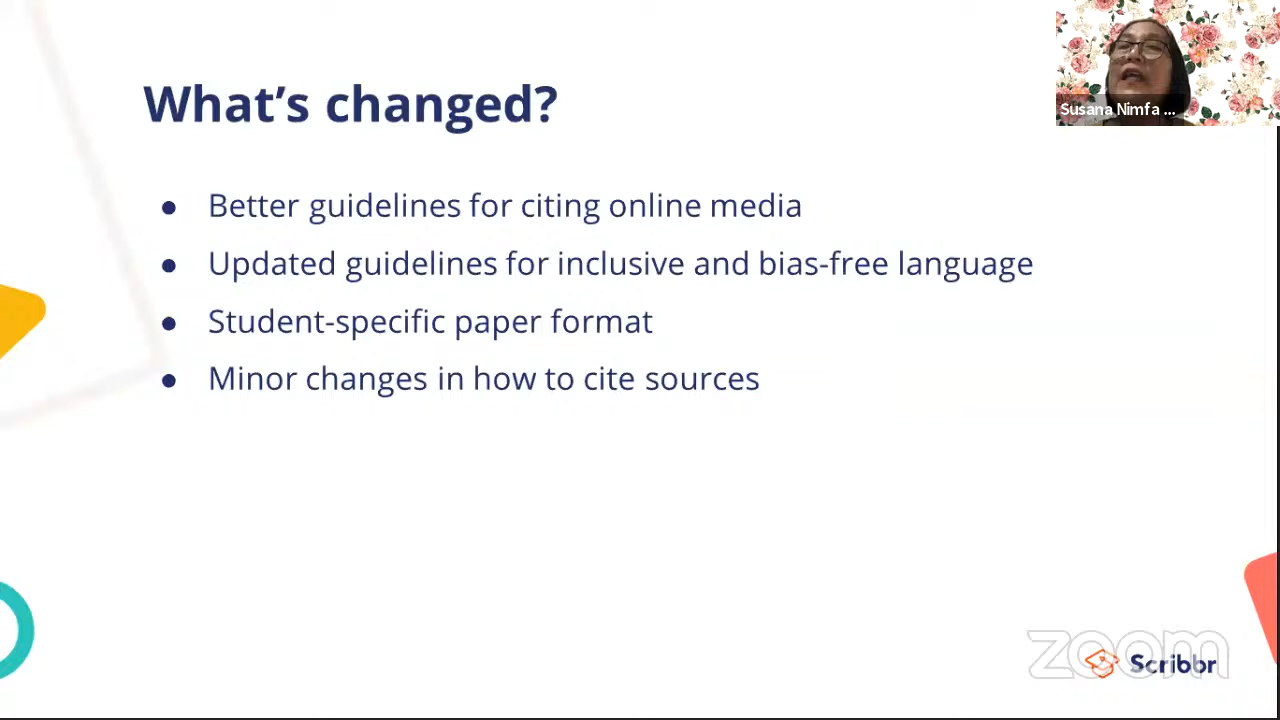 What's changed?
Susana Nimfa ...
● Better guidelines for citing online media
● Updated guidelines for inclusive and bias-free language
● Student-specific paper format
● Minor changes in how to cite sources
zoom
Scribbr